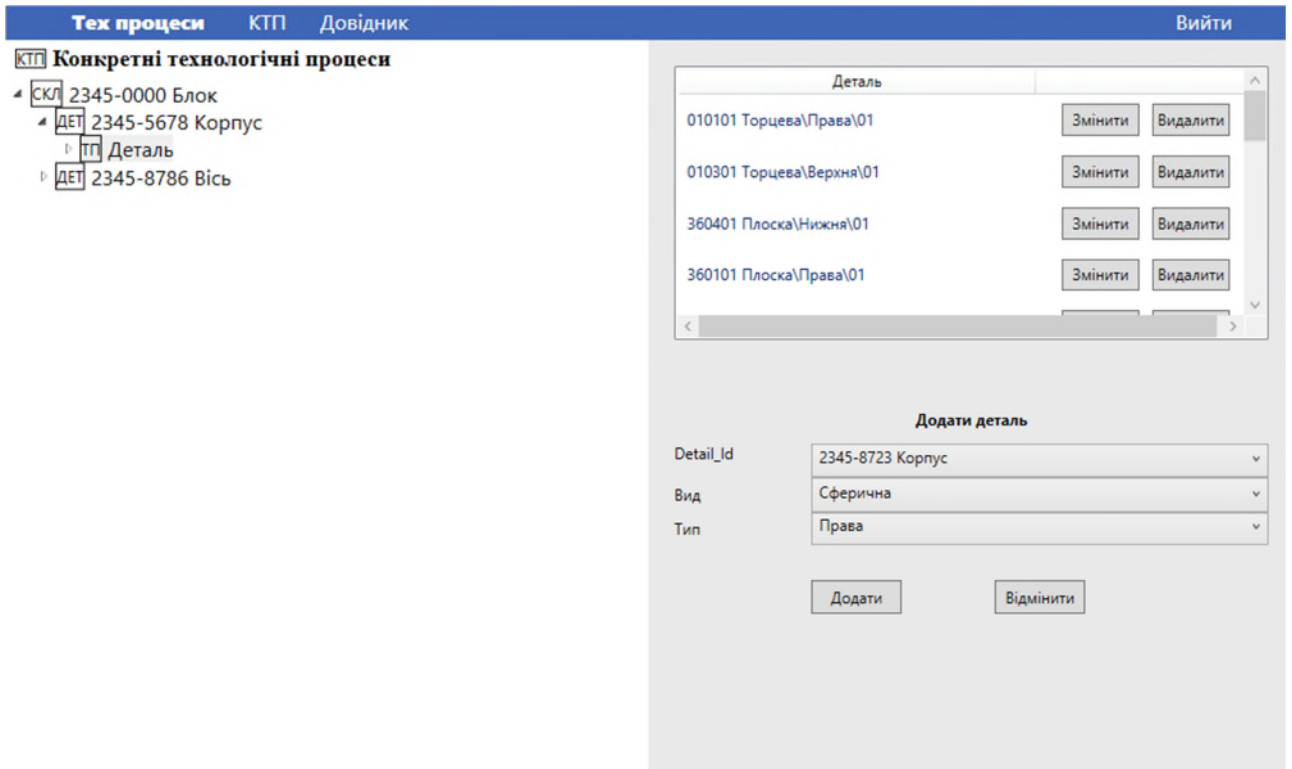 Тех процеси КТП Довідник Вийти
КТП Конкретні технологічні процеси
СКЛ 2345-0000 Блок
ДЕТ 2345-5678 Корпус
ТП Деталь
ДЕТ 2345-8786 Вісь
Деталь
010101 Торцева\Права\01 Змінити Видалити
010301 Торцева\Верхня\01 Змінити Видалити
360401 Плоска\Нижня\01 Змінити Видалити
360101 Плоска\Права\01 Змінити Видалити
Додати деталь
Detail_Id 2345-8723 Корпус
Вид Сферична
Тип Права
Додати Відмінити